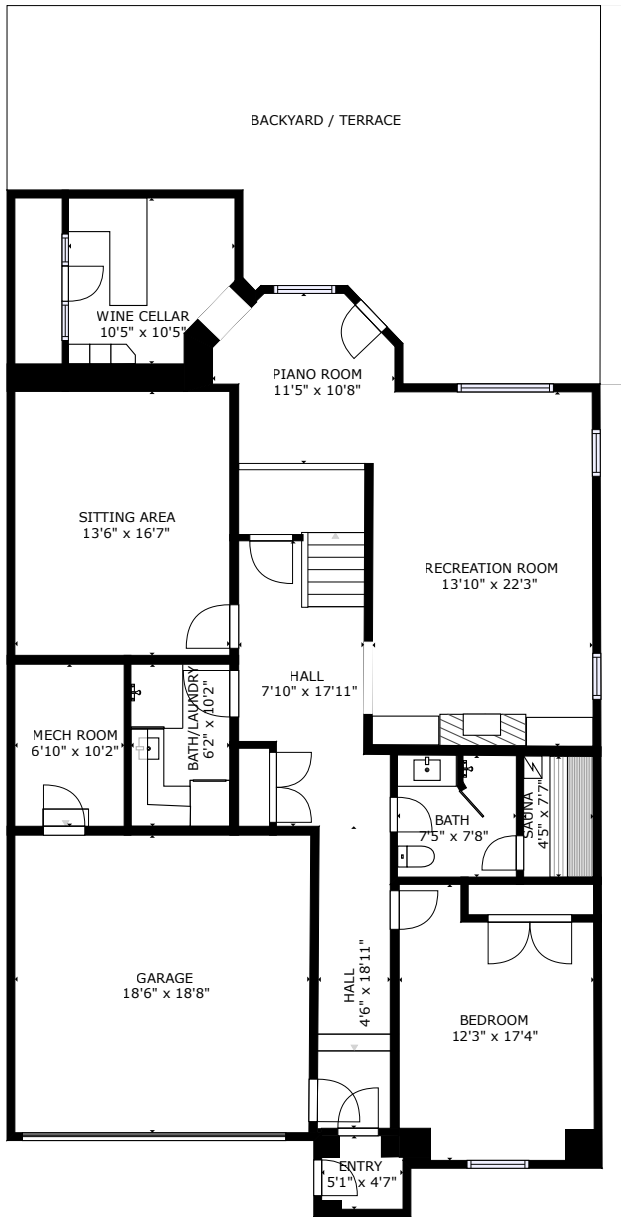 BACKYARD / TERRACE
WINE CELLAR
10'5" x 10'5"
PIANO ROOM
11'5" x 10'8"
SITTING AREA
13'6" x 16'7"
RECREATION ROOM
13'10" x 22'3"
HALL
7'10" x 17'11"
MECH ROOM
6'10" x 10'2"
BATH/LAUNDRY
6'2" x 10'2"
BATH
7'5" x 7'8"
SAUNA
4'5" x 7'7"
GARAGE
18'6" x 18'8"
HALL
4'6" x 18'11"
BEDROOM
12'3" x 17'4"
ENTRY
5'1" x 4'7"